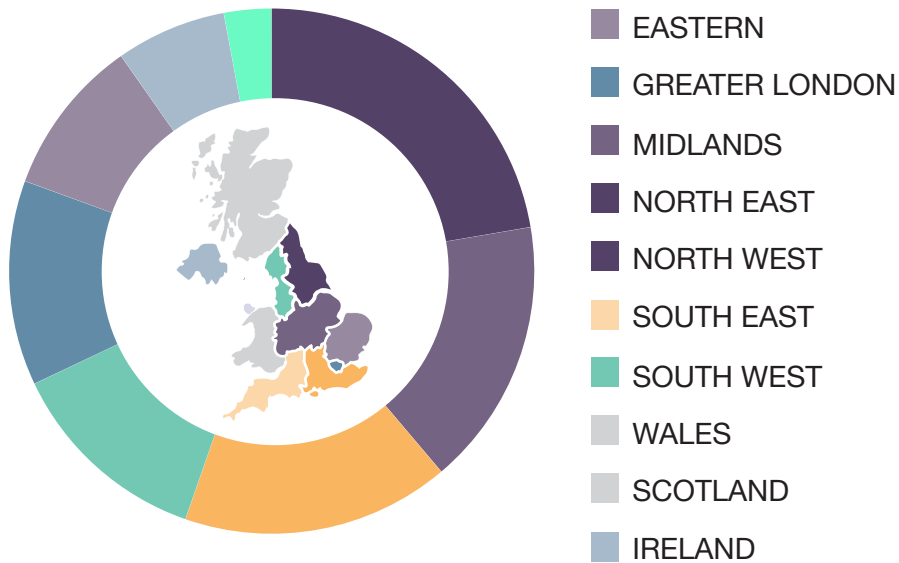 EASTERN
GREATER LONDON
MIDLANDS
NORTH EAST
NORTH WEST
SOUTH EAST
SOUTH WEST
WALES
SCOTLAND
IRELAND